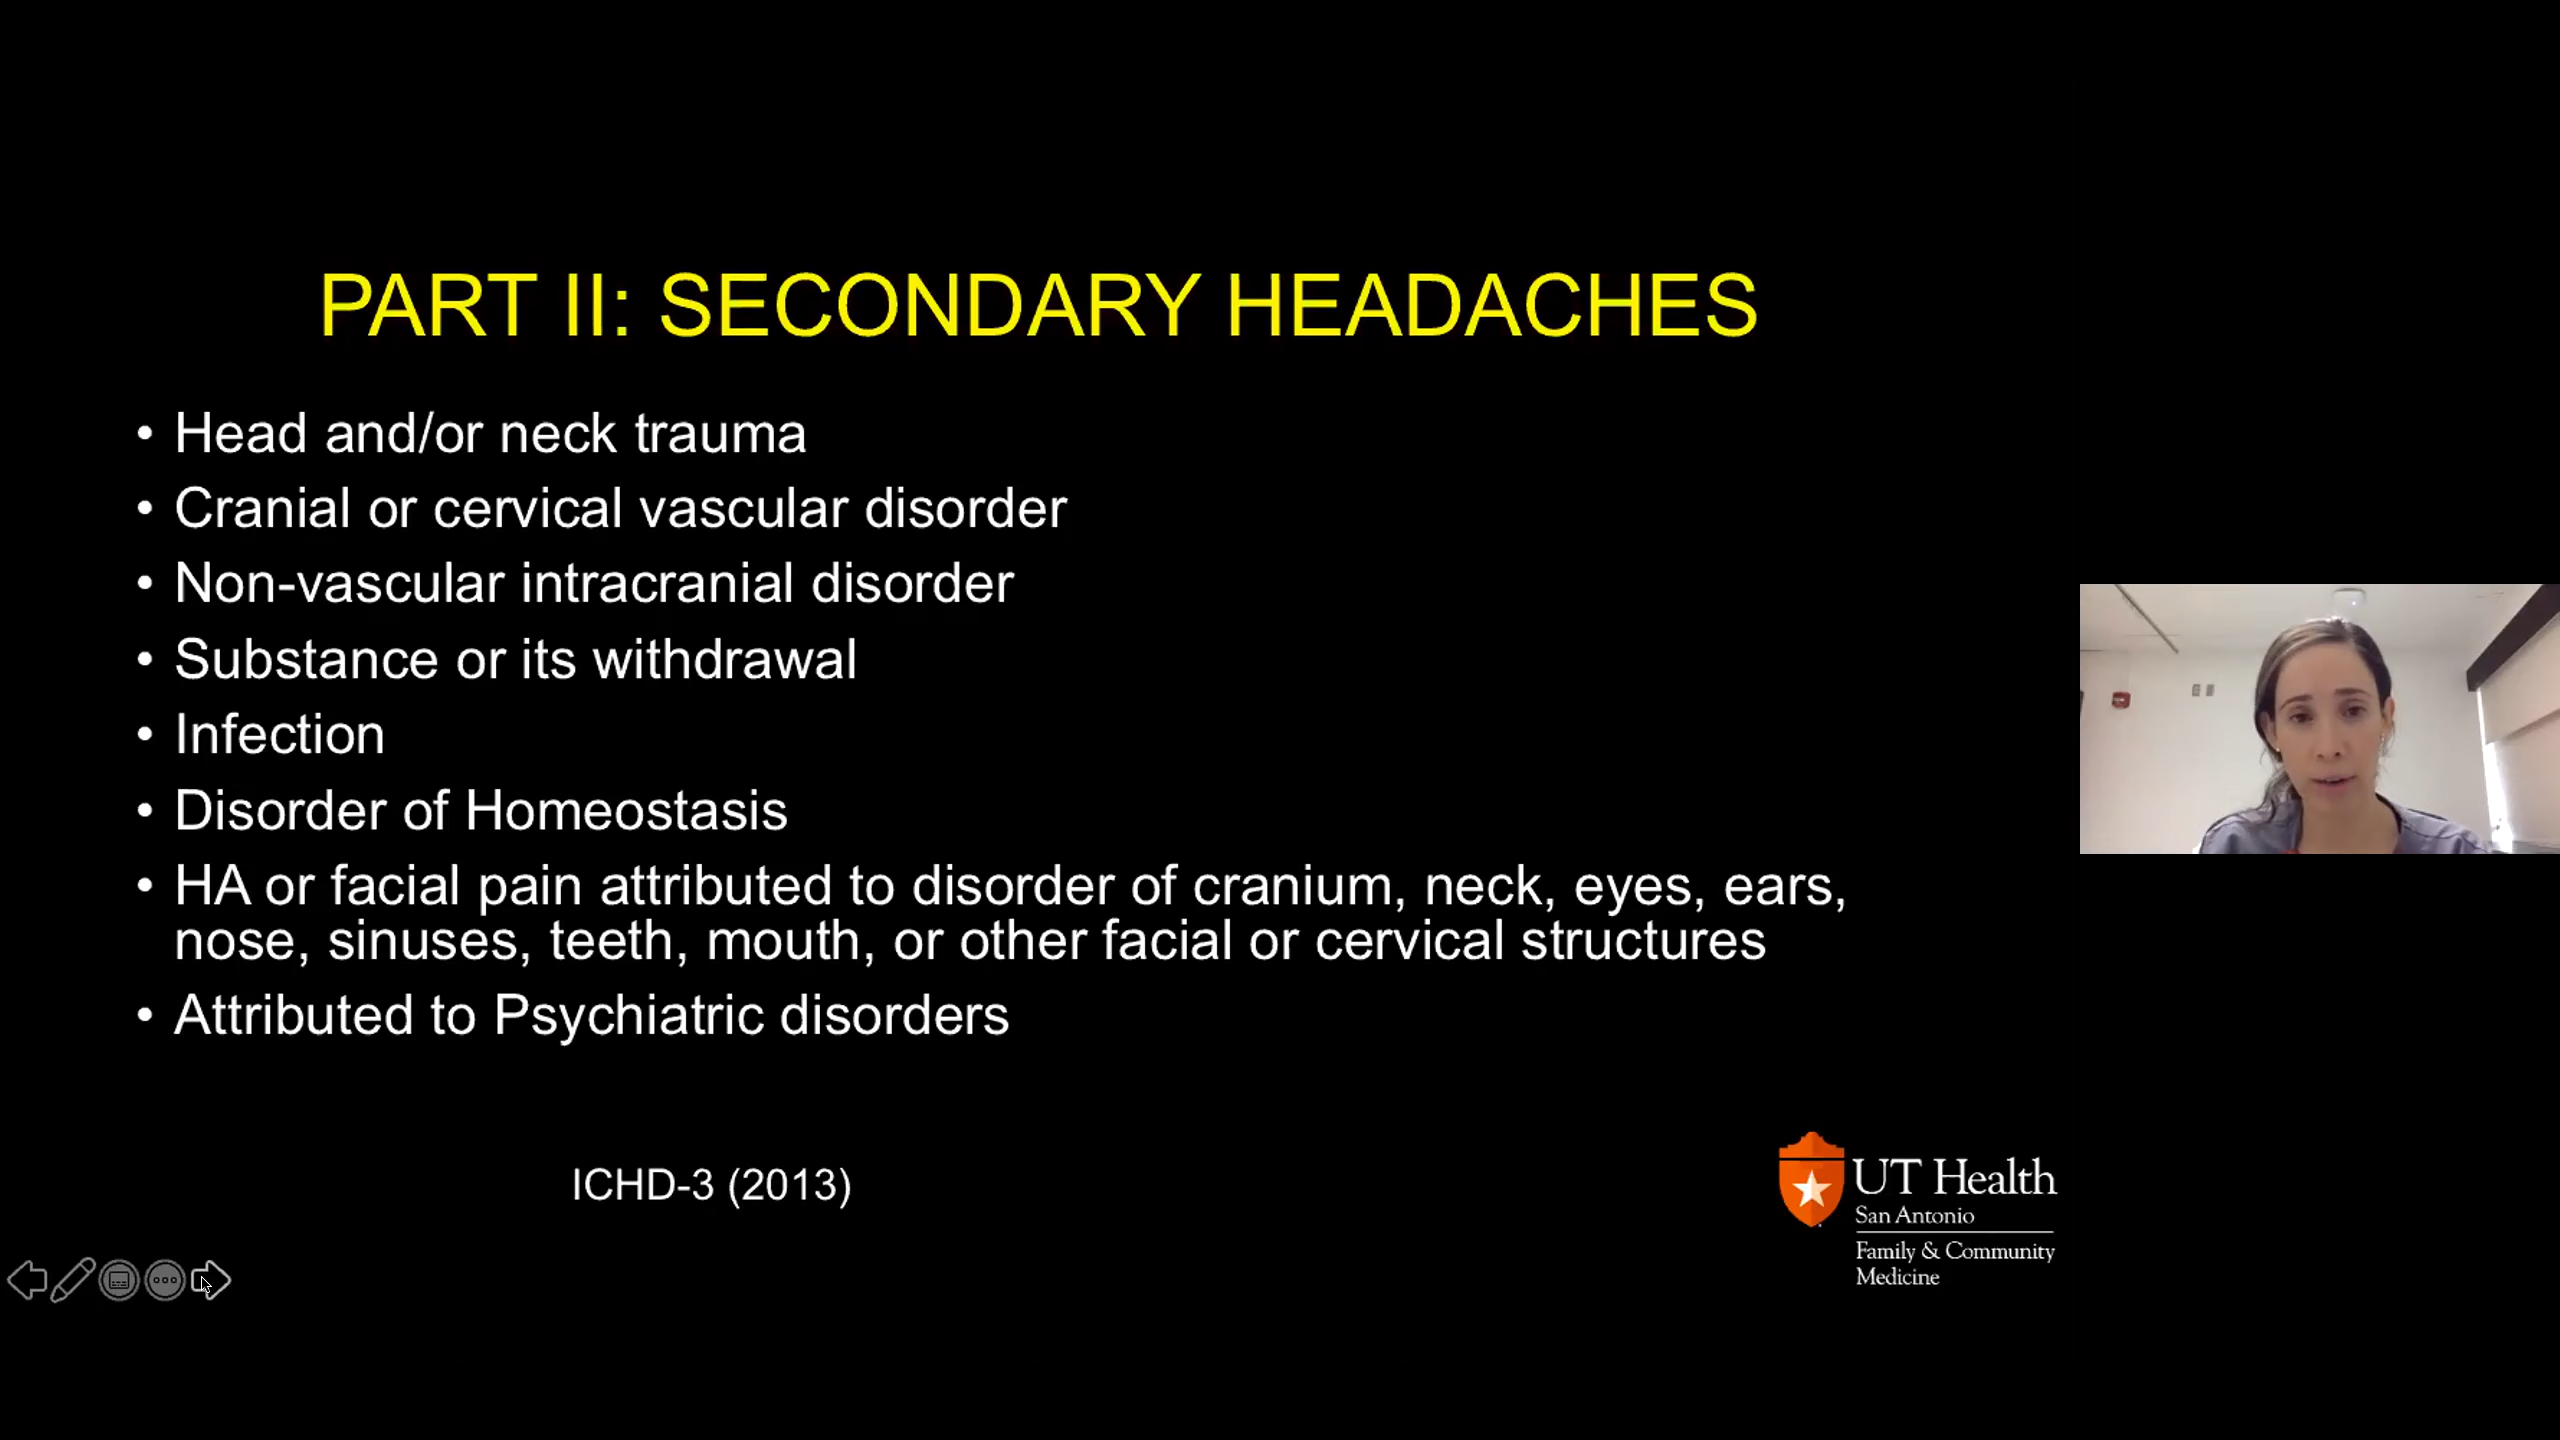 PART II: SECONDARY HEADACHES
• Head and/or neck trauma
• Cranial or cervical vascular disorder
• Non-vascular intracranial disorder
• Substance or its withdrawal
• Infection
• Disorder of Homeostasis
• HA or facial pain attributed to disorder of cranium, neck, eyes, ears,
nose, sinuses, teeth, mouth, or other facial or cervical structures
• Attributed to Psychiatric disorders
ICHD-3 (2013)
UT Health
San Antonio
Family & Community
Medicine